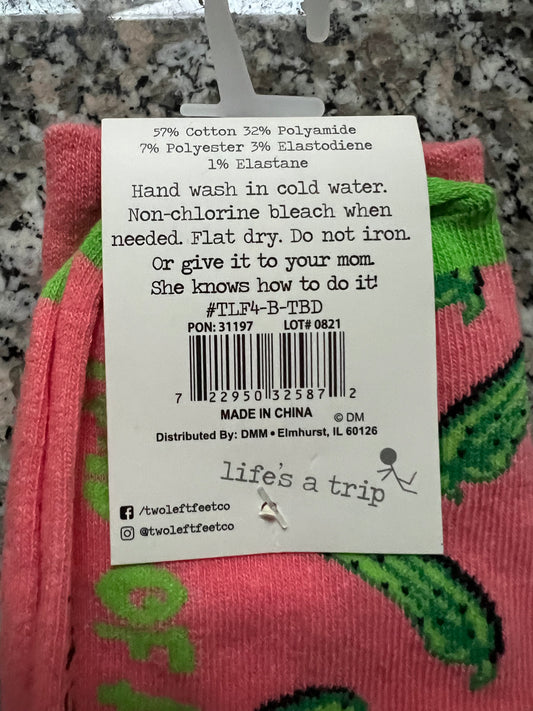 57% Cotton 32% Polyamide
7% Polyester 3% Elastodiene
1% Elastane
Hand wash in cold water.
Non-chlorine bleach when
needed. Flat dry. Do not iron.
Or give it to your mom.
She knows how to do it!
#TLF4-B-TBD
PON: 31197 LOT# 0821
7 22950 32587 2
MADE IN CHINA © DM
Distributed By: DMM • Elmhurst, IL 60126
life's a trip
/twoleftfeetco
@twoleftfeetco
OF